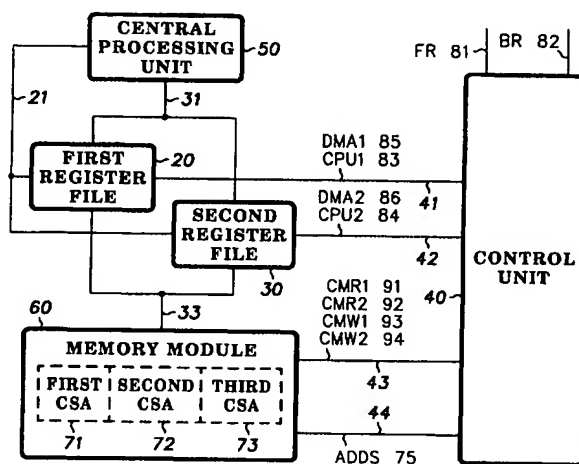 CENTRAL
PROCESSING
UNIT
50
FR 81
BR 82
21
31
FIRST
REGISTER
FILE
20
DMA1 85
CPU1 83
41
SECOND
REGISTER
FILE
30
DMA2 86
CPU2 84
42
CONTROL
UNIT
40
60
33
MEMORY MODULE
FIRST
CSA
SECOND
CSA
THIRD
CSA
71
72
73
CMR1 91
CMR2 92
CMW1 93
CMW2 94
43
44
ADDS 75